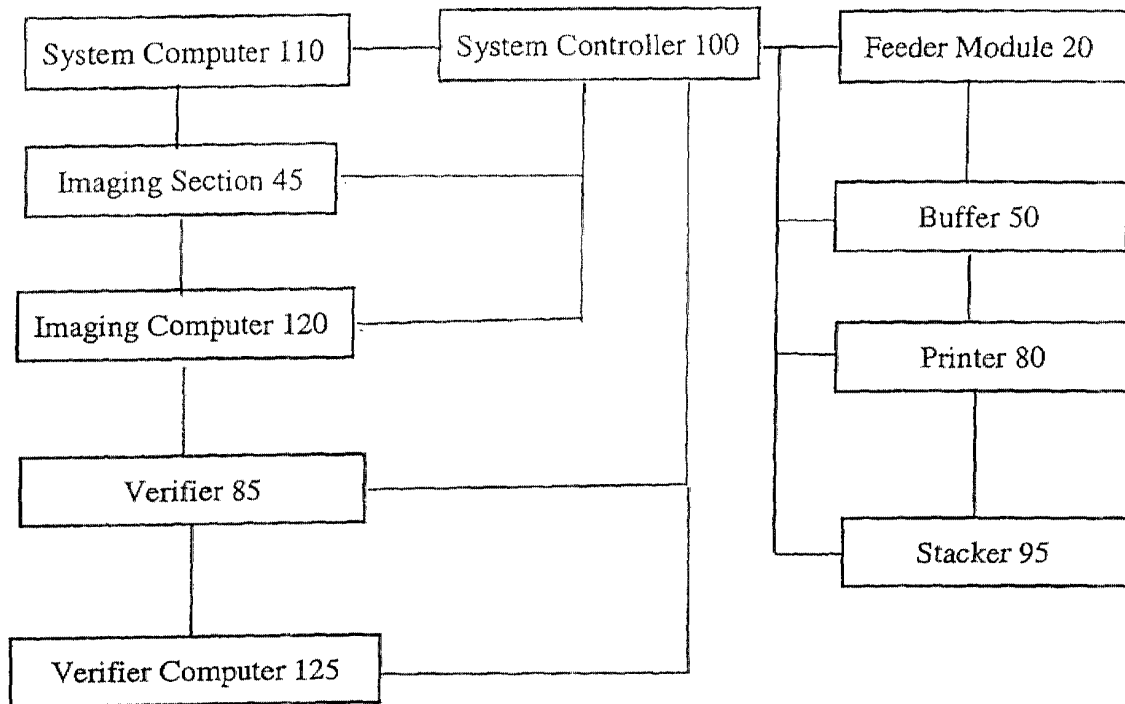 System Computer 110
System Controller 100
Feeder Module 20
Imaging Section 45
Buffer 50
Imaging Computer 120
Printer 80
Verifier 85
Stacker 95
Verifier Computer 125